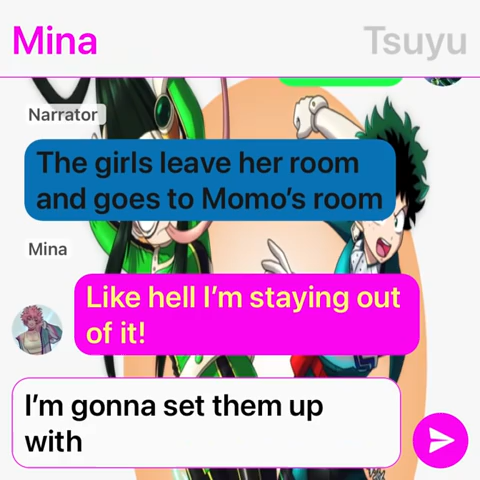 Mina
Tsuyu
Narrator
The girls leave her room
and goes to Momo's room
Mina
Like hell I'm staying out
of it!
I'm gonna set them up
with